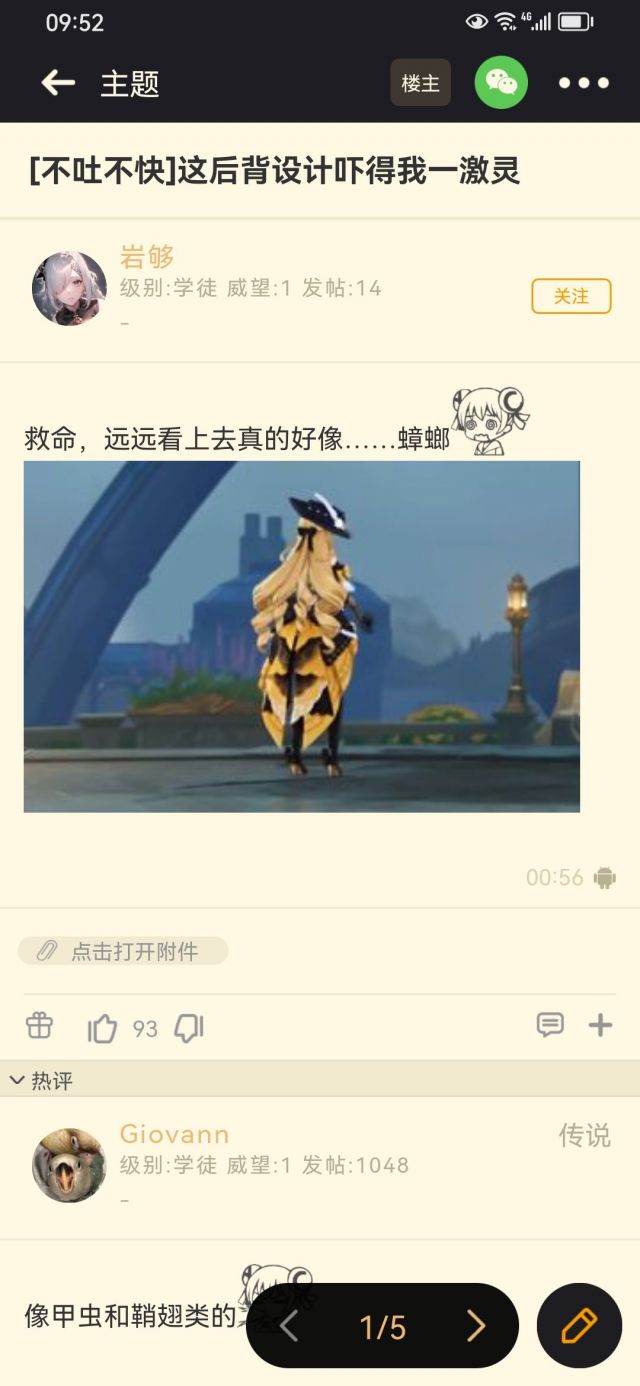 09:52
4G
主题
楼主
[不吐不快]这后背设计吓得我一激灵
岩够
级别:学徒 威望:1 发帖:14
关注
-
救命，远远看上去真的好像……蟑螂
00:56
点击打开附件
93
热评
Giovann
传说
级别:学徒 威望:1 发帖:1048
-
像甲虫和鞘翅类的
1/5